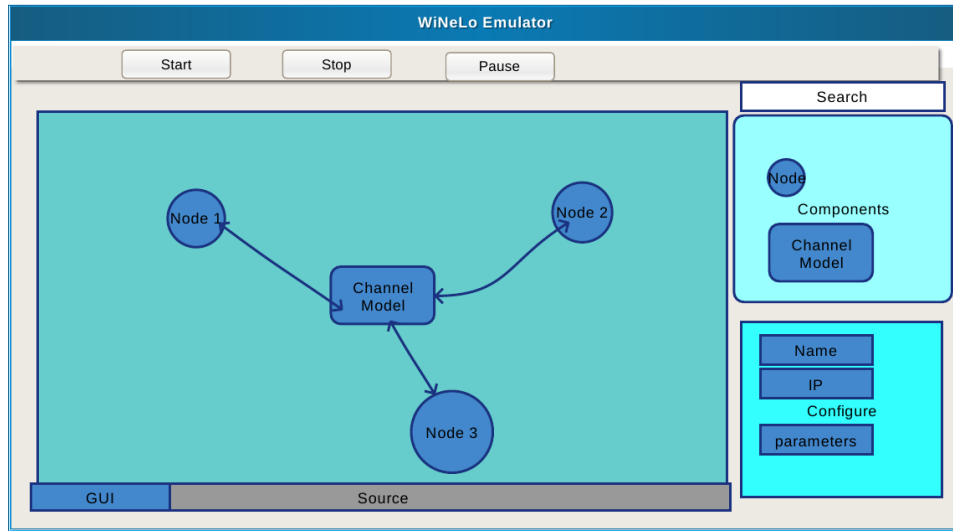 WiNeLo Emulator
Start
Stop
Pause
Search
Node 1
Node 2
Channel
Model
Node 3
Node
Components
Channel
Model
Name
IP
Configure
parameters
GUI
Source